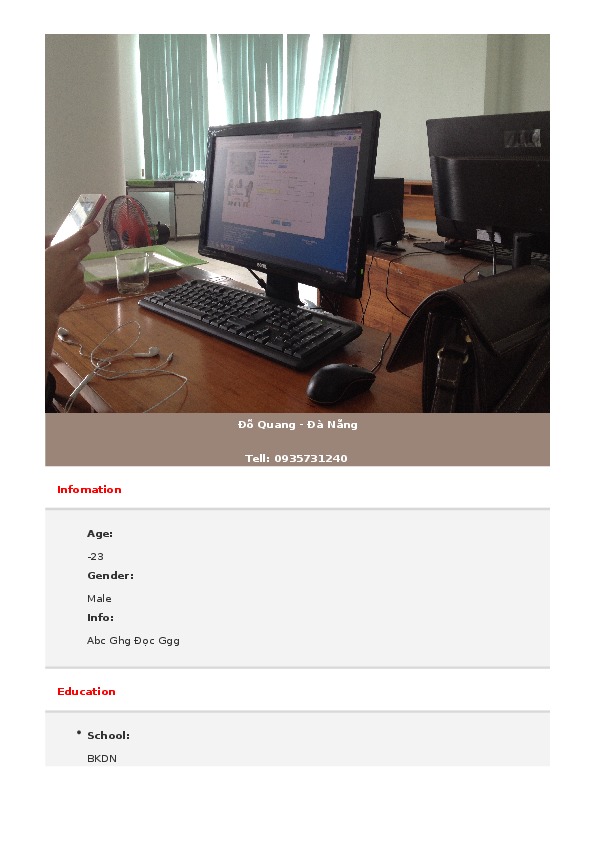 Đỗ Quang - Đà Nẵng
Tell: 0935731240
Infomation
Age:
-23
Gender:
Male
Info:
Abc Ghg Đọc Ggg
Education
• School:
BKDN